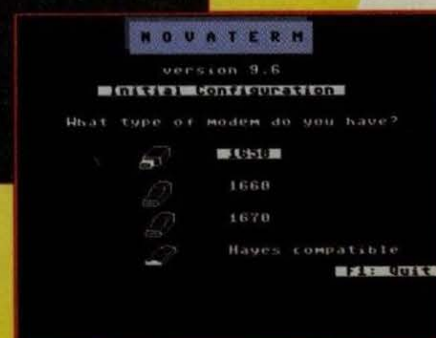 NOVATERM
version 9.6
Initial Configuration
What type of modem do you have?
1650
1660
1670
Hayes compatible
F1: Quit